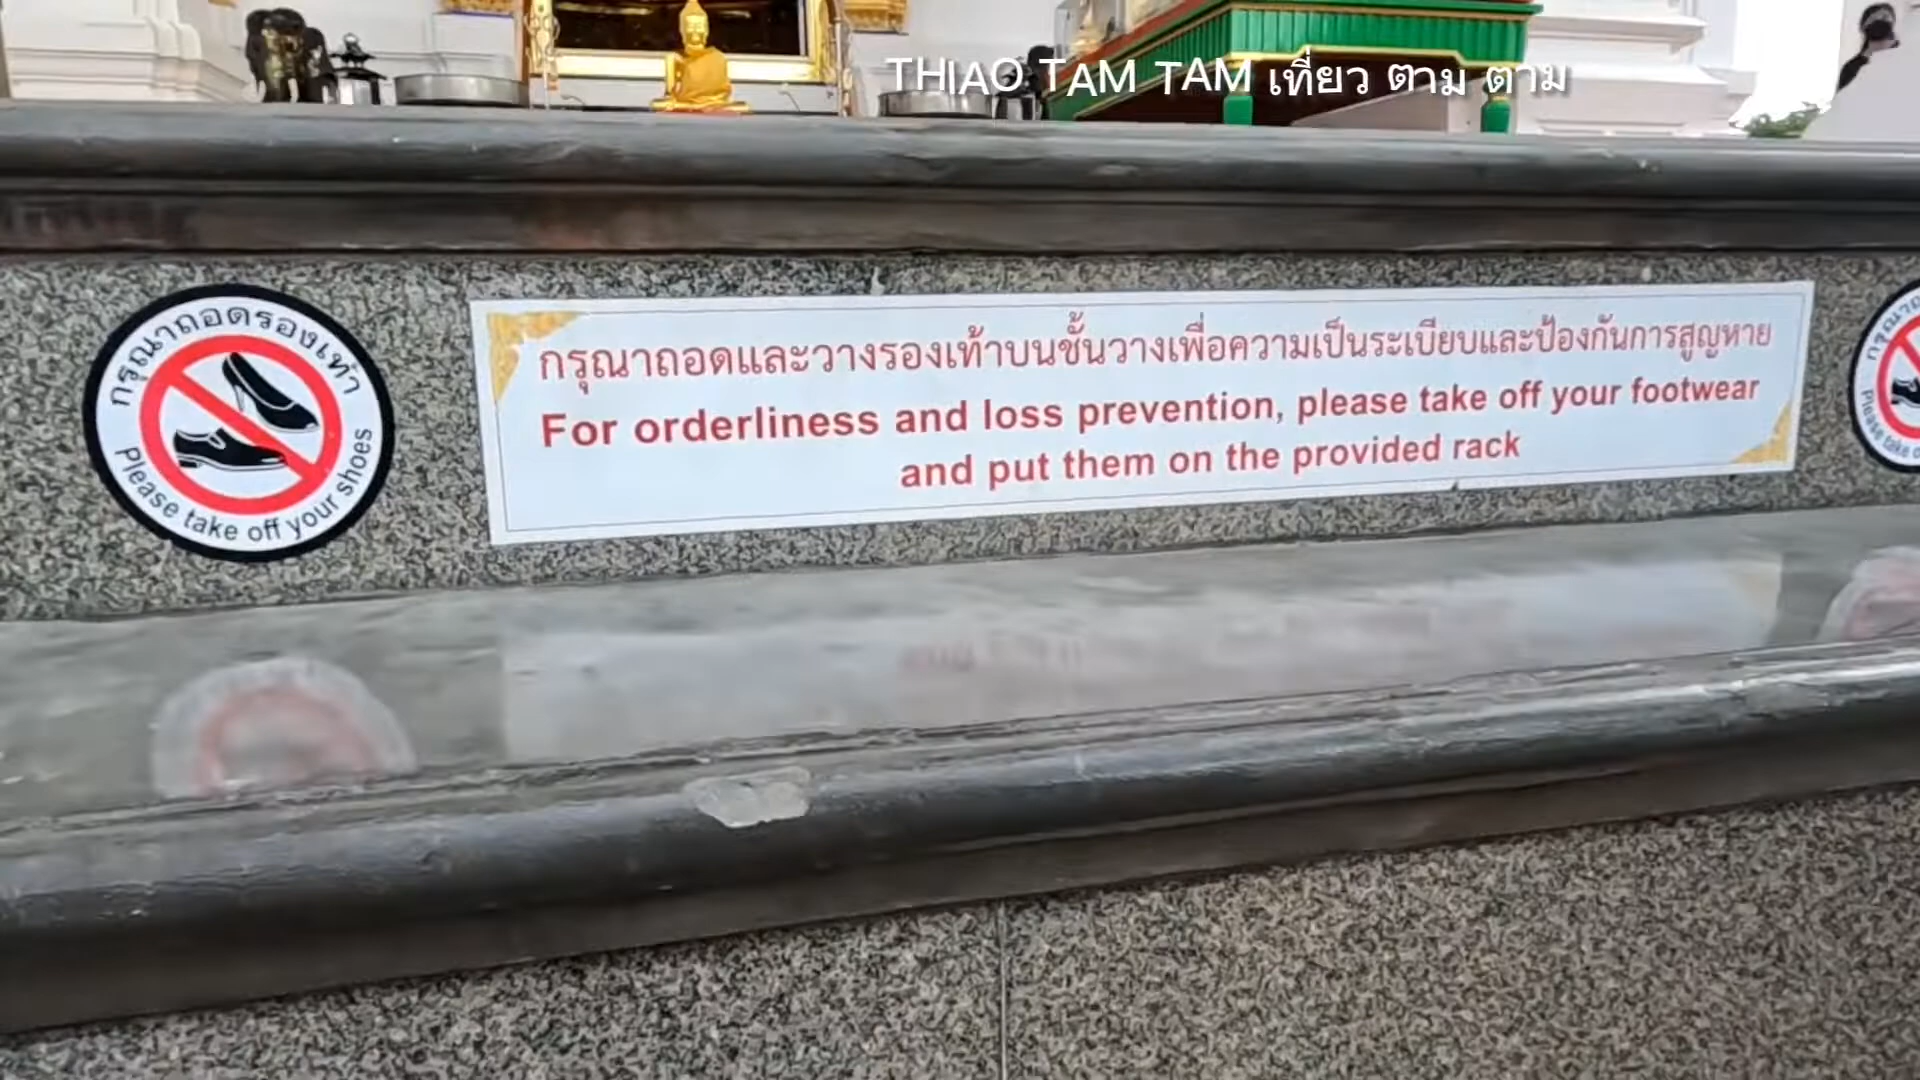 THIAO TAM TAM เที่ยว ตาม ตาม
กรุณาถอดรองเท้า
Please take off your shoes
กรุณาถอดและวางรองเท้าบนชั้นวางเพื่อความเป็นระเบียบและป้องกันการสูญหาย
For orderliness and loss prevention, please take off your footwear
and put them on the provided rack